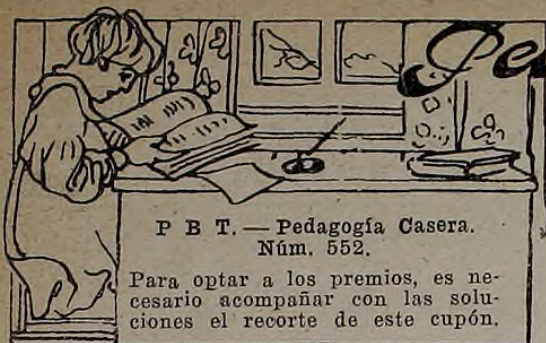 Pe
P B T. — Pedagogía Casera.
Núm. 552.
Para optar a los premios, es ne-
cesario acompañar con las solu-
ciones el recorte de este cupón.